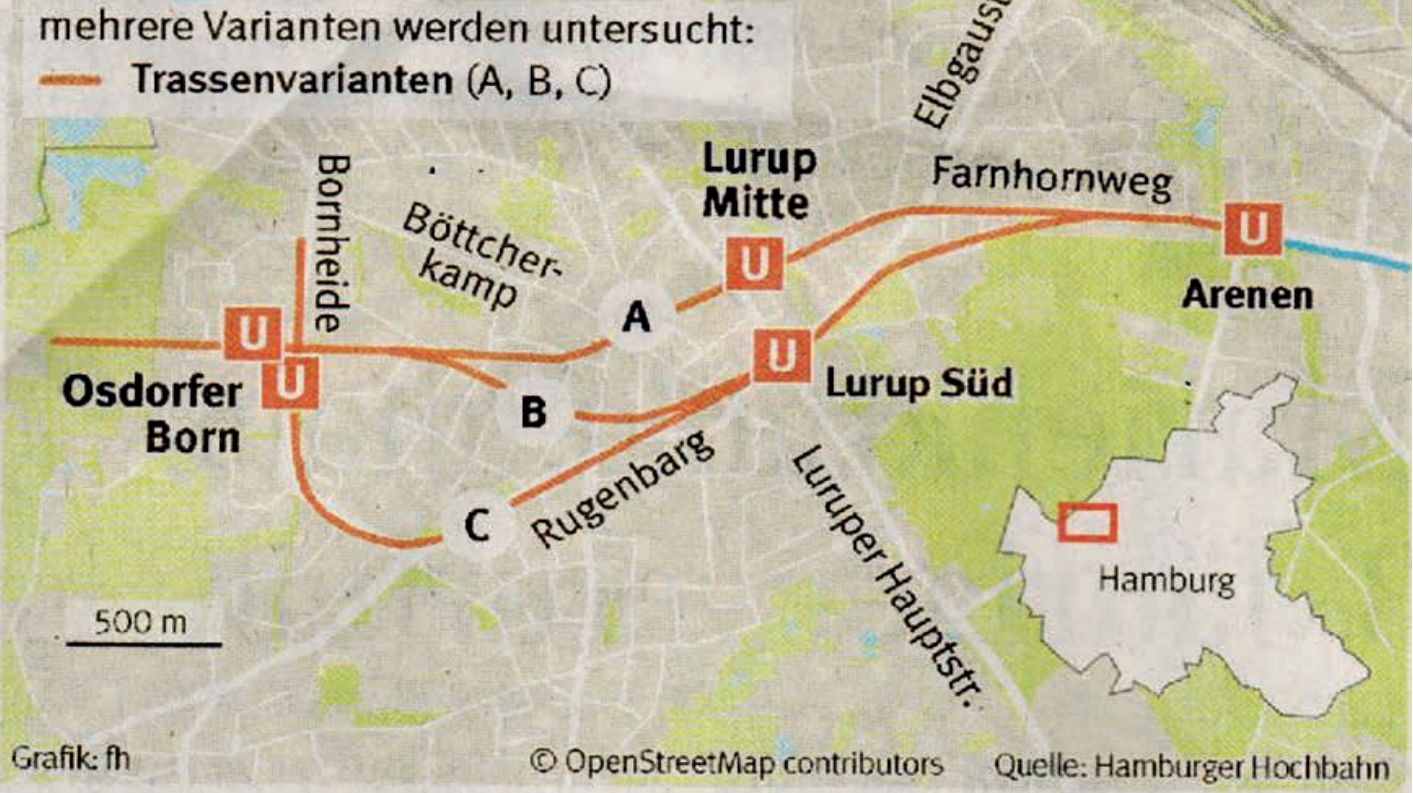 mehrere Varianten werden untersucht:
Trassenvarianten (A, B, C)
Elbgaust
Bornheide
Böttcher-
kamp
Lurup
Mitte
Farnhornweg
U
U
Arenen
A
U
U
Osdorfer
Born
B
U
Lurup Süd
C
Rugenbarg
Luruper Hauptstr.
Hamburg
500 m
Grafik: fh
© OpenStreetMap contributors
Quelle: Hamburger Hochbahn